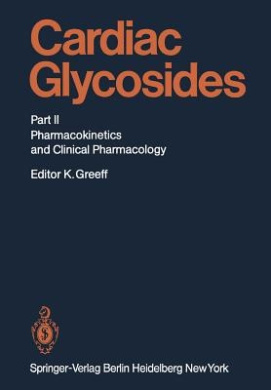 Cardiac
Glycosides
Part II
Pharmacokinetics
and Clinical Pharmacology
Editor K. Greeff
Springer-Verlag Berlin Heidelberg New York